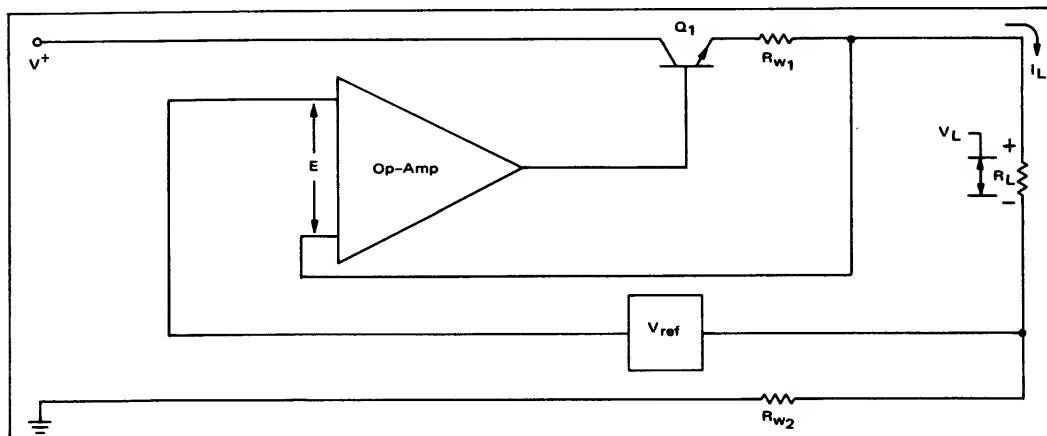 Q1
V+
RW1
IL
VL
+
E
Op-Amp
RL
−
Vref
RW2